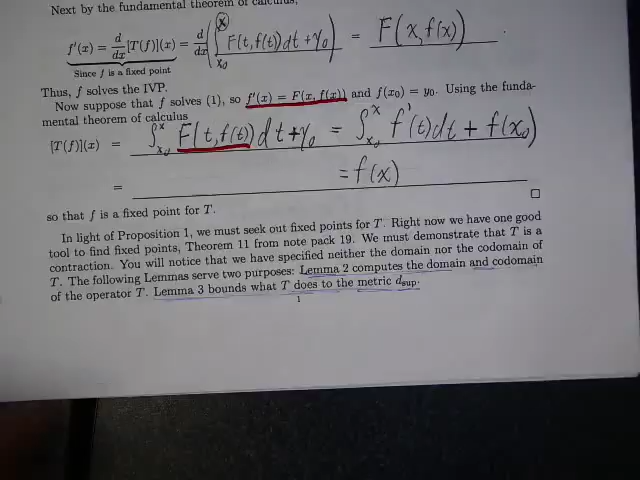 Next by the fundamental theorem of calculus,
f'(x) = d/dx [T(f)](x) = d/dx ( ∫_{x₀}^{x} F(t, f(t)) dt + y₀ ) = F(x, f(x)) .
Since f is a fixed point
Thus, f solves the IVP.
Now suppose that f solves (1), so f'(x) = F(x, f(x)) and f(x₀) = y₀. Using the funda-
mental theorem of calculus
[T(f)](x) = ∫_{x₀}^{x} F(t, f(t)) dt + y₀ = ∫_{x₀}^{x} f'(t) dt + f(x₀)
= = f(x)
so that f is a fixed point for T. □
In light of Proposition 1, we must seek out fixed points for T. Right now we have one good
tool to find fixed points, Theorem 11 from note pack 19. We must demonstrate that T is a
contraction. You will notice that we have specified neither the domain nor the codomain of
T. The following Lemmas serve two purposes: Lemma 2 computes the domain and codomain
of the operator T. Lemma 3 bounds what T does to the metric d_sup.
1